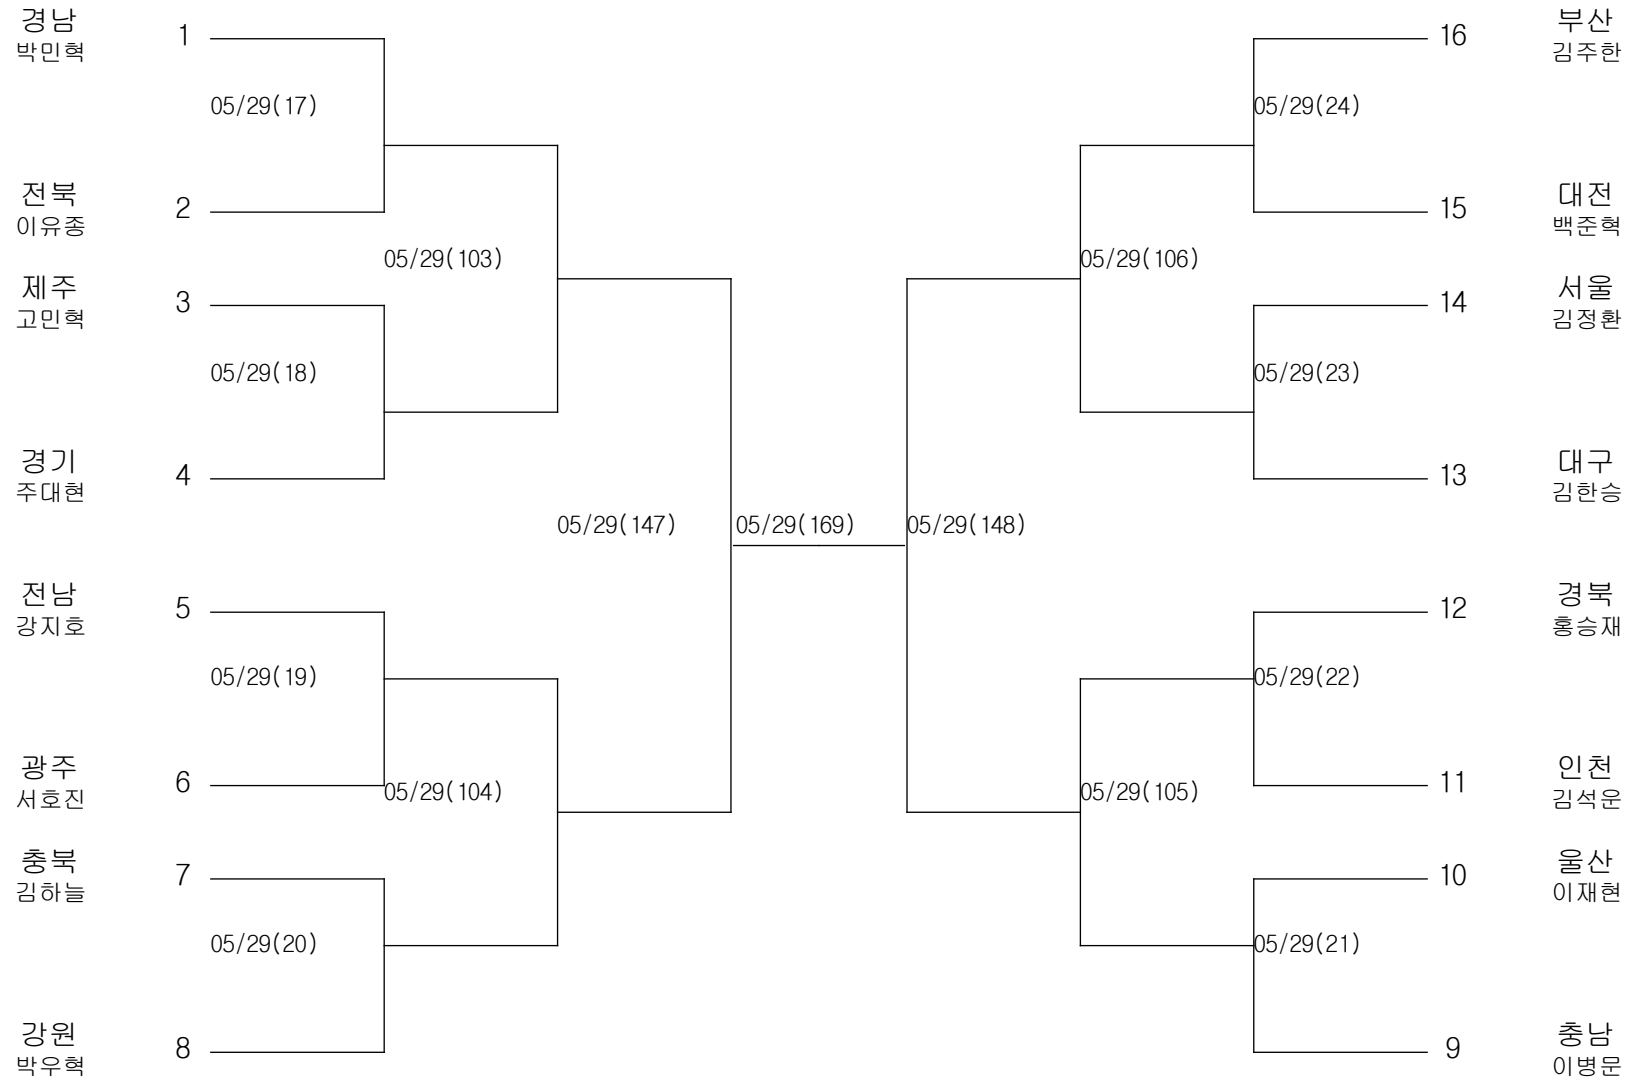 경남
박민혁
1
05/29(17)
전북
이유종
2
05/29(103)
제주
고민혁
3
05/29(18)
경기
주대현
4
05/29(147)
전남
강지호
5
05/29(19)
광주
서호진
6
05/29(104)
충북
김하늘
7
05/29(20)
강원
박우혁
8
05/29(169)
16
부산
김주한
05/29(24)
15
대전
백준혁
05/29(106)
14
서울
김정환
05/29(23)
13
대구
김한승
05/29(148)
12
경북
홍승재
05/29(22)
11
인천
김석운
05/29(105)
10
울산
이재현
05/29(21)
9
충남
이병문